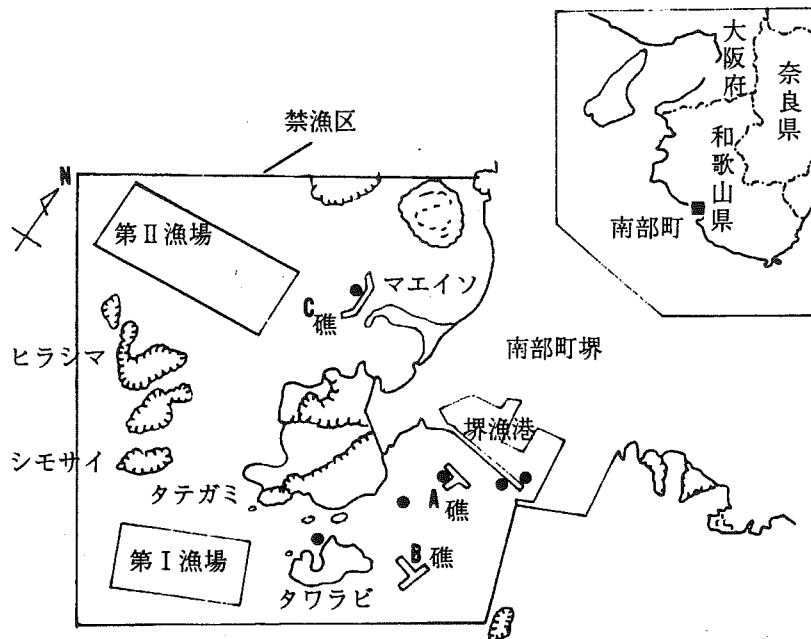 禁漁区
N
第Ⅱ漁場
マエイソ
C礁
ヒラシマ
南部町堺
堺漁港
シモサイ
タテガミ
A礁
B礁
第Ⅰ漁場
タワラビ
大阪府
奈良県
和歌山県
南部町